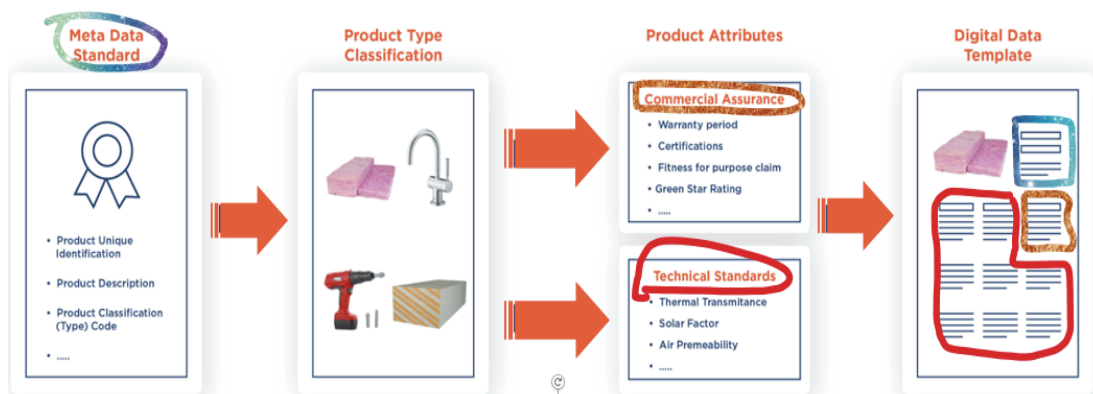 Meta Data
Standard
Product Type
Classification
Product Attributes
Digital Data
Template
• Product Unique
Identification
• Product Description
• Product Classification
(Type) Code
• .....
Commercial Assurance
• Warranty period
• Certifications
• Fitness for purpose claim
• Green Star Rating
• .....
Technical Standards
• Thermal Transmitance
• Solar Factor
• Air Premeability
• .....